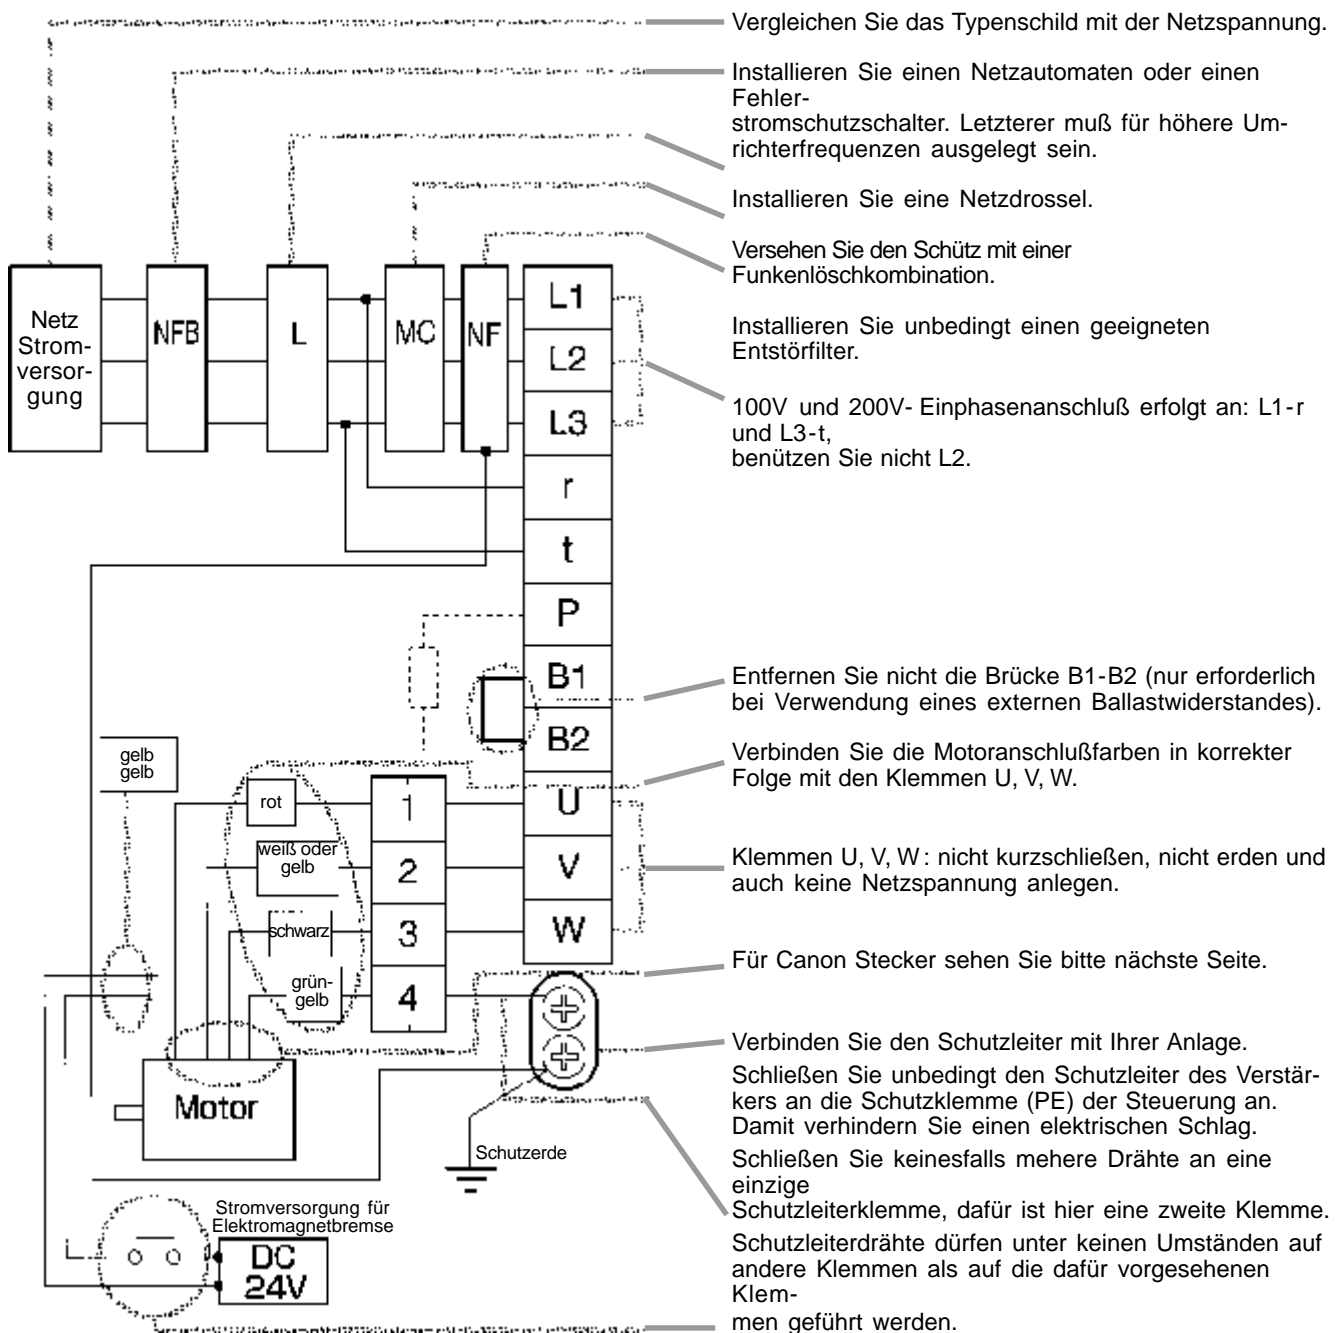 Vergleichen Sie das Typenschild mit der Netzspannung.
Installieren Sie einen Netzautomaten oder einen
Fehler-
stromschutzschalter. Letzterer muß für höhere Um-
richterfrequenzen ausgelegt sein.
Installieren Sie eine Netzdrossel.
Versehen Sie den Schütz mit einer
Funkenlöschkombination.
Installieren Sie unbedingt einen geeigneten
Entstörfilter.
100V und 200V- Einphasenanschluß erfolgt an: L1-r
und L3-t,
benützen Sie nicht L2.
Netz
Strom-
versor-
gung
NFB
L
MC
NF
L1
L2
L3
r
t
P
B1
B2
U
V
W
Entfernen Sie nicht die Brücke B1-B2 (nur erforderlich
bei Verwendung eines externen Ballastwiderstandes).
Verbinden Sie die Motoranschlußfarben in korrekter
Folge mit den Klemmen U, V, W.
Klemmen U, V, W: nicht kurzschließen, nicht erden und
auch keine Netzspannung anlegen.
Für Canon Stecker sehen Sie bitte nächste Seite.
gelb
gelb
rot
weiß oder
gelb
schwarz
grün-
gelb
1
2
3
4
Motor
Schutzerde
Stromversorgung für
Elektromagnetbremse
DC
24V
Verbinden Sie den Schutzleiter mit Ihrer Anlage.
Schließen Sie unbedingt den Schutzleiter des Verstär-
kers an die Schutzklemme (PE) der Steuerung an.
Damit verhindern Sie einen elektrischen Schlag.
Schließen Sie keinesfalls mehere Drähte an eine
einzige
Schutzleiterklemme, dafür ist hier eine zweite Klemme.
Schutzleiterdrähte dürfen unter keinen Umständen auf
andere Klemmen als auf die dafür vorgesehenen
Klem-
men geführt werden.